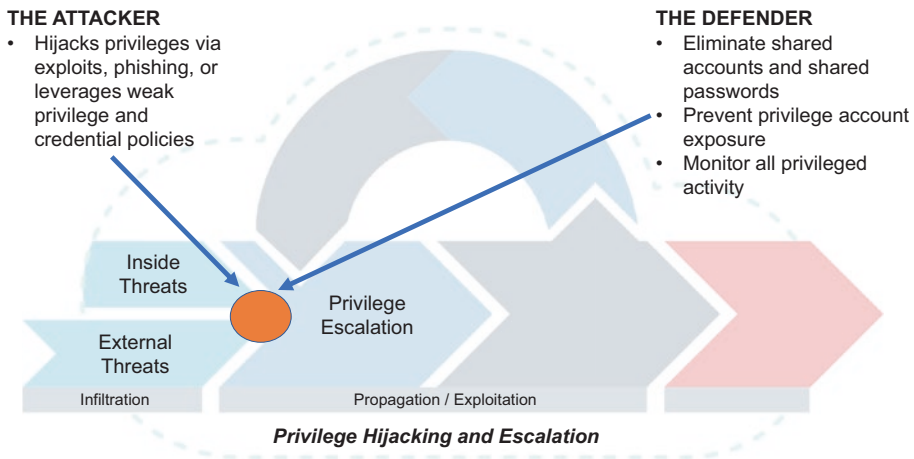 THE ATTACKER
• Hijacks privileges via
exploits, phishing, or
leverages weak
privilege and
credential policies
THE DEFENDER
• Eliminate shared
accounts and shared
passwords
• Prevent privilege account
exposure
• Monitor all privileged
activity
Inside
Threats
External
Threats
Privilege
Escalation
Infiltration
Propagation / Exploitation
Privilege Hijacking and Escalation